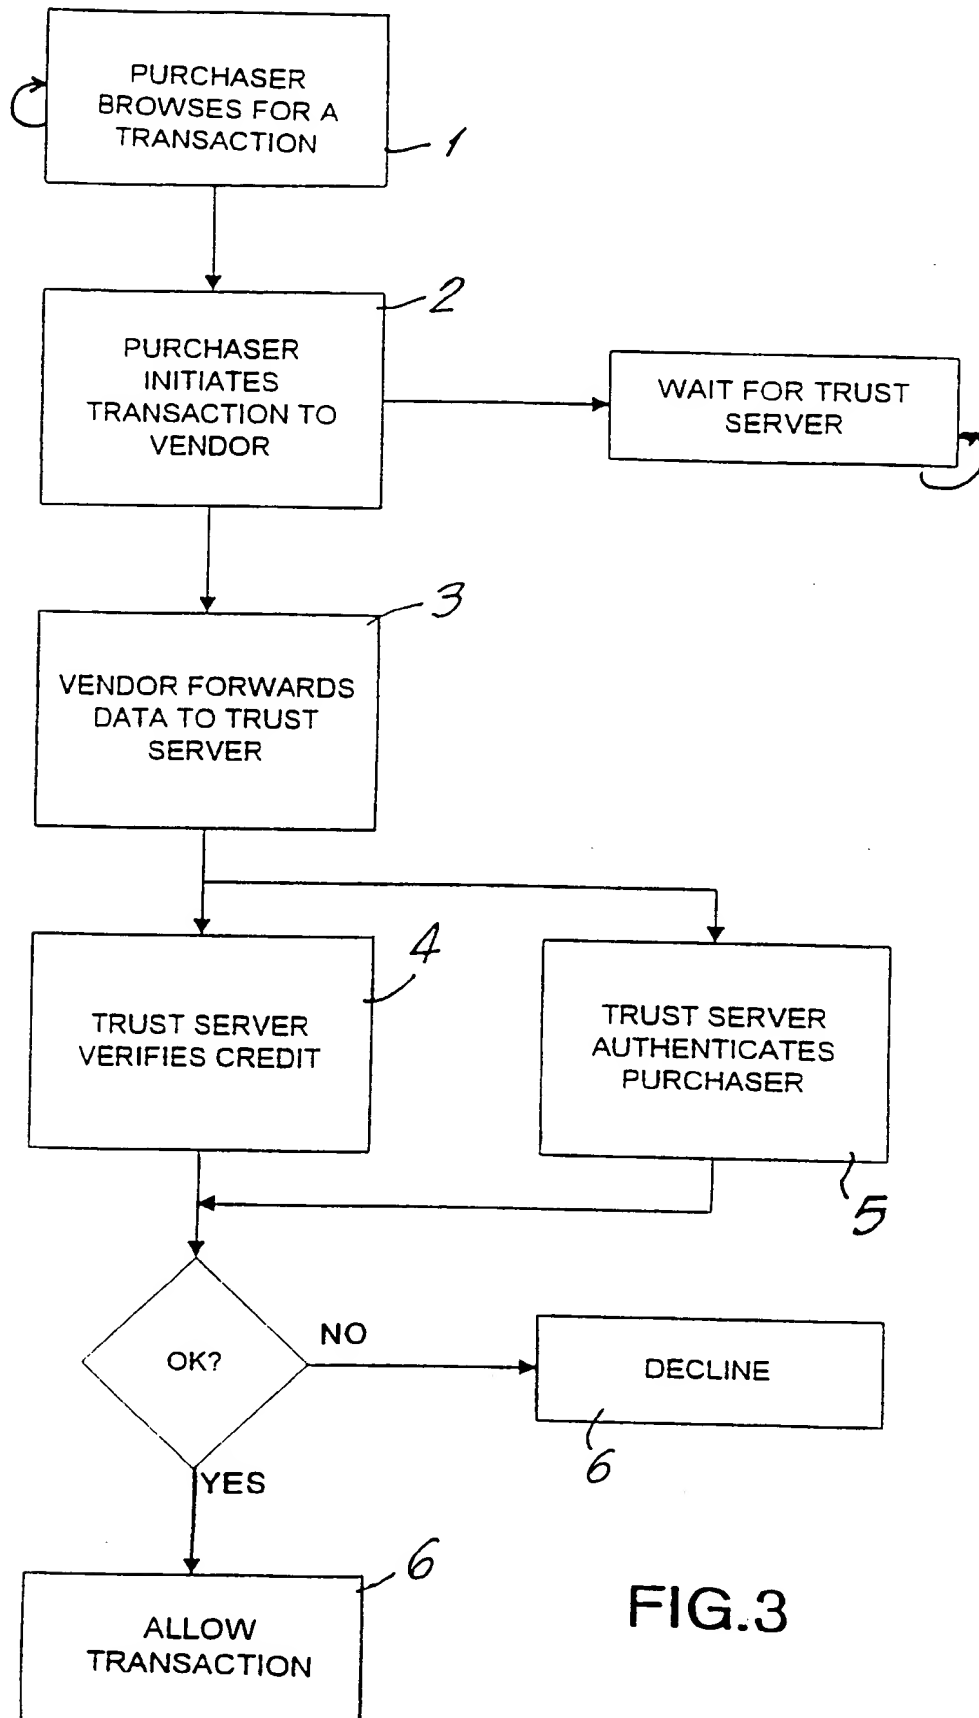 PURCHASER
BROWSES FOR A
TRANSACTION
1
2
PURCHASER
INITIATES
TRANSACTION TO
VENDOR
WAIT FOR TRUST
SERVER
3
VENDOR FORWARDS
DATA TO TRUST
SERVER
4
TRUST SERVER
VERIFIES CREDIT
TRUST SERVER
AUTHENTICATES
PURCHASER
5
OK?
NO
DECLINE
6
YES
6
ALLOW
TRANSACTION
FIG.3